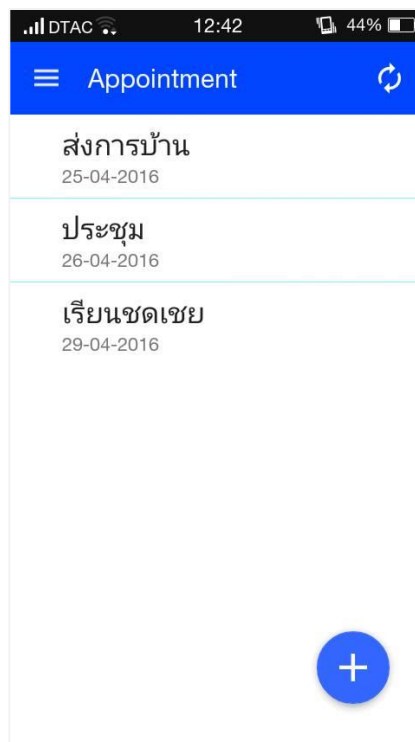 DTAC 12:42 44%
Appointment
ส่งการบ้าน
25-04-2016
ประชุม
26-04-2016
เรียนชดเชย
29-04-2016